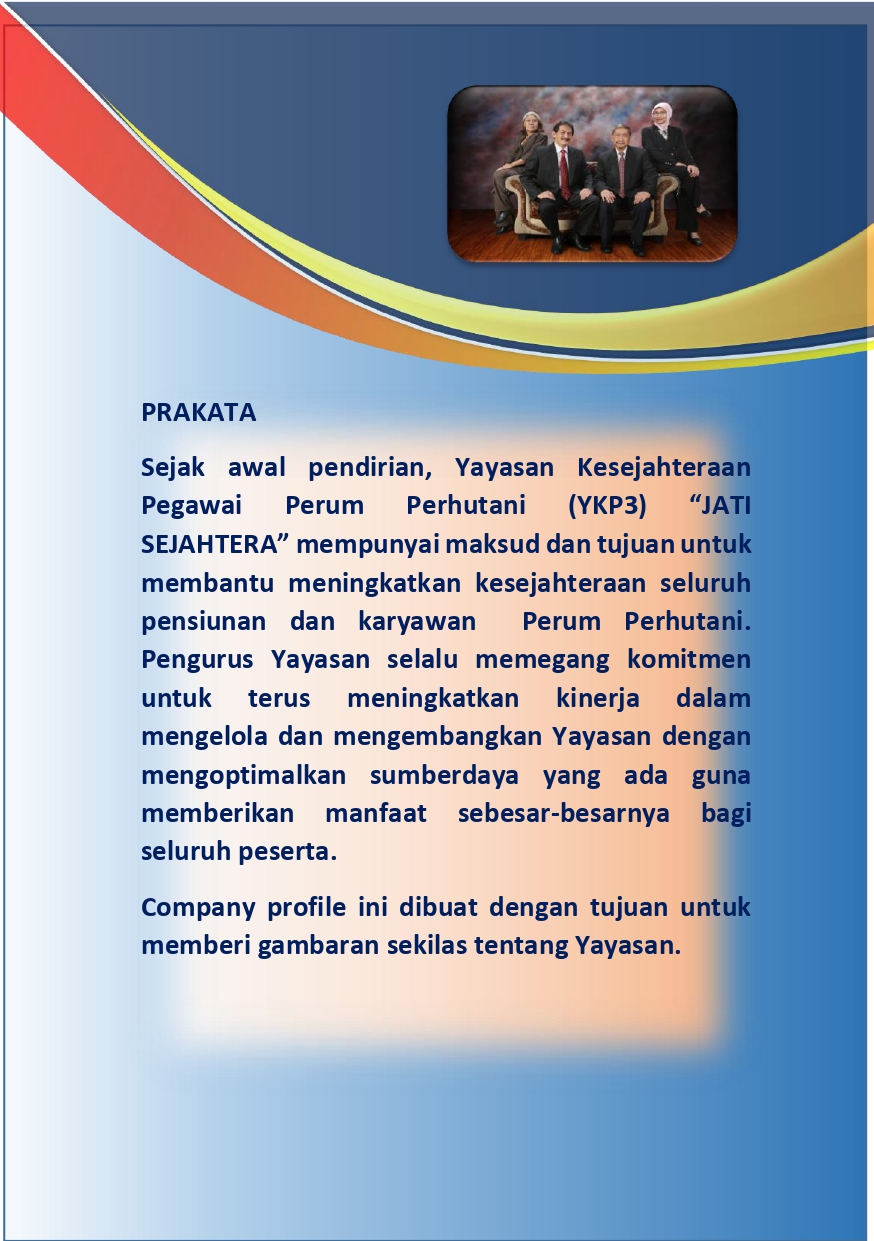 PRAKATA
Sejak awal pendirian, Yayasan Kesejahteraan
Pegawai Perum Perhutani (YKP3) “JATI
SEJAHTERA” mempunyai maksud dan tujuan untuk
membantu meningkatkan kesejahteraan seluruh
pensiunan dan karyawan Perum Perhutani.
Pengurus Yayasan selalu memegang komitmen
untuk terus meningkatkan kinerja dalam
mengelola dan mengembangkan Yayasan dengan
mengoptimalkan sumberdaya yang ada guna
memberikan manfaat sebesar-besarnya bagi
seluruh peserta.
Company profile ini dibuat dengan tujuan untuk
memberi gambaran sekilas tentang Yayasan.